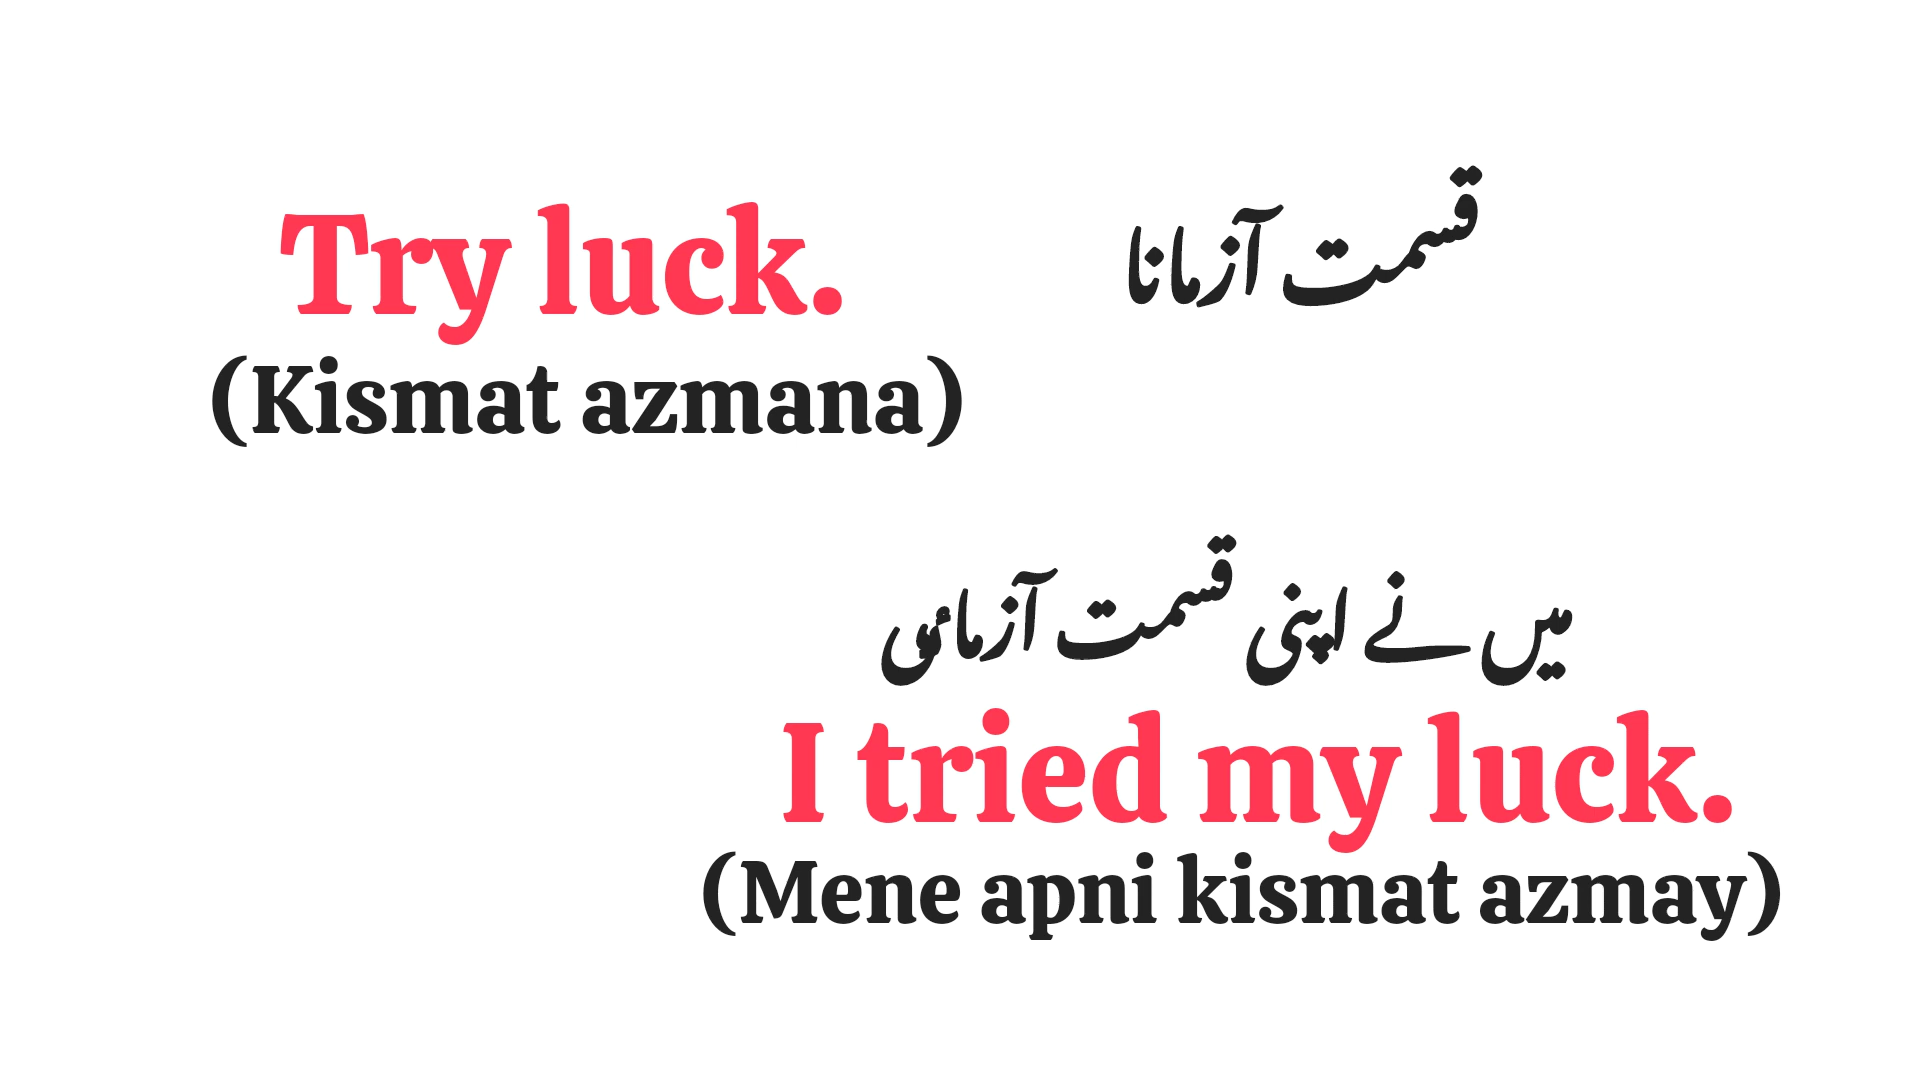 Try luck.
قسمت آزمانا
(Kismat azmana)
میں نے اپنی قسمت آزمائی
I tried my luck.
(Mene apni kismat azmay)